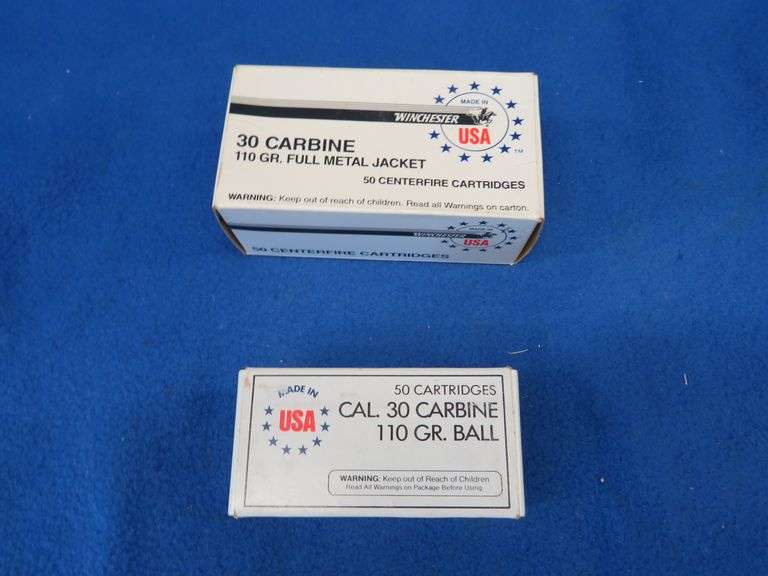 MADE IN
WINCHESTER
USA
™
30 CARBINE
110 GR. FULL METAL JACKET
50 CENTERFIRE CARTRIDGES
WARNING: Keep out of reach of children. Read all Warnings on carton.
WINCHESTER
MADE IN
USA
50 CENTERFIRE CARTRIDGES
MADE IN
USA
50 CARTRIDGES
CAL. 30 CARBINE
110 GR. BALL
WARNING: Keep out of Reach of Children
Read All Warnings on Package Before Using.